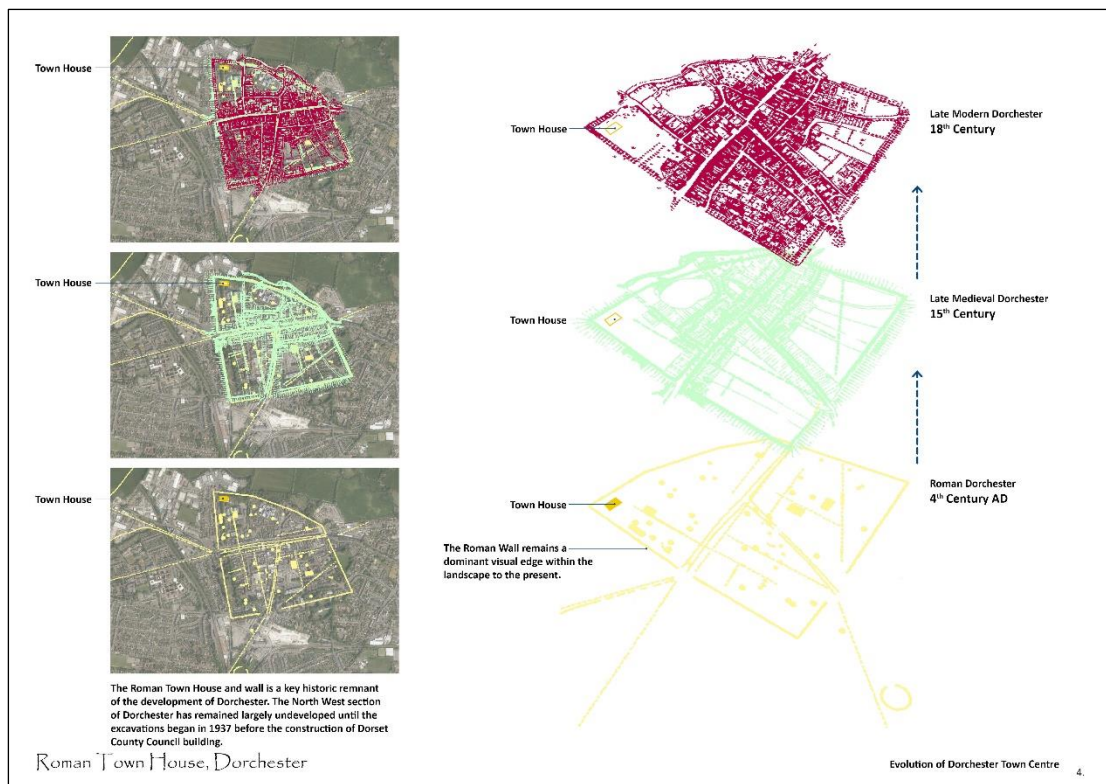 Town House
Town House
Town House
The Roman Town House and wall is a key historic remnant
of the development of Dorchester. The North West section
of Dorchester has remained largely undeveloped until the
excavations began in 1937 before the construction of Dorset
County Council building.
Town House
Late Modern Dorchester
18th Century
Town House
Late Medieval Dorchester
15th Century
Town House
Roman Dorchester
4th Century AD
The Roman Wall remains a
dominant visual edge within the
landscape to the present.
Roman Town House, Dorchester
Evolution of Dorchester Town Centre
4.